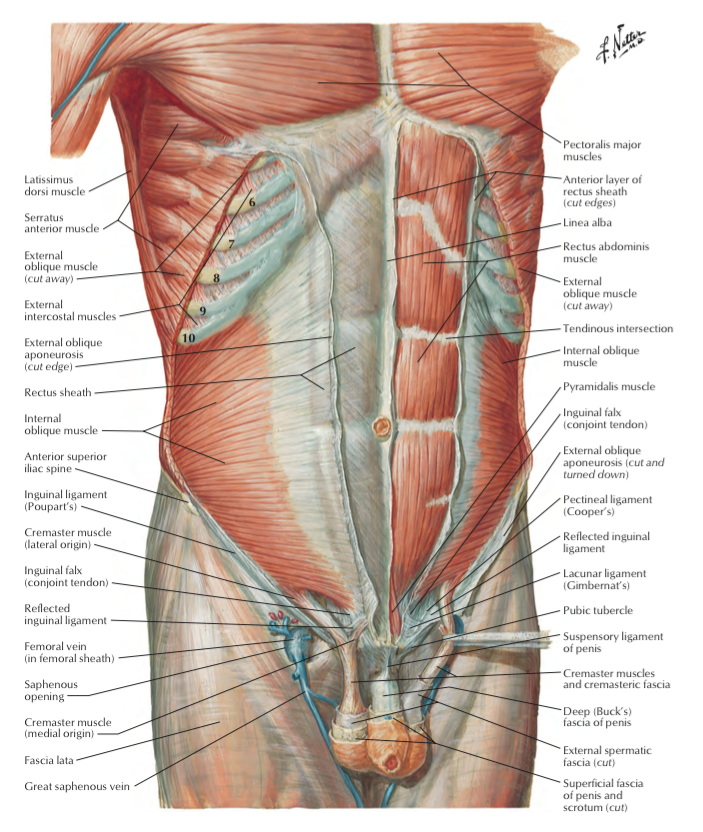 F. Netter
M.D.
Latissimus
dorsi muscle
Serratus
anterior muscle
External
oblique muscle
(cut away)
External
intercostal muscles
External oblique
aponeurosis
(cut edge)
Rectus sheath
Internal
oblique muscle
Anterior superior
iliac spine
Inguinal ligament
(Poupart's)
Cremaster muscle
(lateral origin)
Inguinal falx
(conjoint tendon)
Reflected
inguinal ligament
Femoral vein
(in femoral sheath)
Saphenous
opening
Cremaster muscle
(medial origin)
Fascia lata
Great saphenous vein
6
7
8
9
10
Pectoralis major
muscles
Anterior layer of
rectus sheath
(cut edges)
Linea alba
Rectus abdominis
muscle
External
oblique muscle
(cut away)
Tendinous intersection
Internal oblique
muscle
Pyramidalis muscle
Inguinal falx
(conjoint tendon)
External oblique
aponeurosis (cut and
turned down)
Pectineal ligament
(Cooper's)
Reflected inguinal
ligament
Lacunar ligament
(Gimbernat's)
Pubic tubercle
Suspensory ligament
of penis
Cremaster muscles
and cremasteric fascia
Deep (Buck's)
fascia of penis
External spermatic
fascia (cut)
Superficial fascia
of penis and
scrotum (cut)